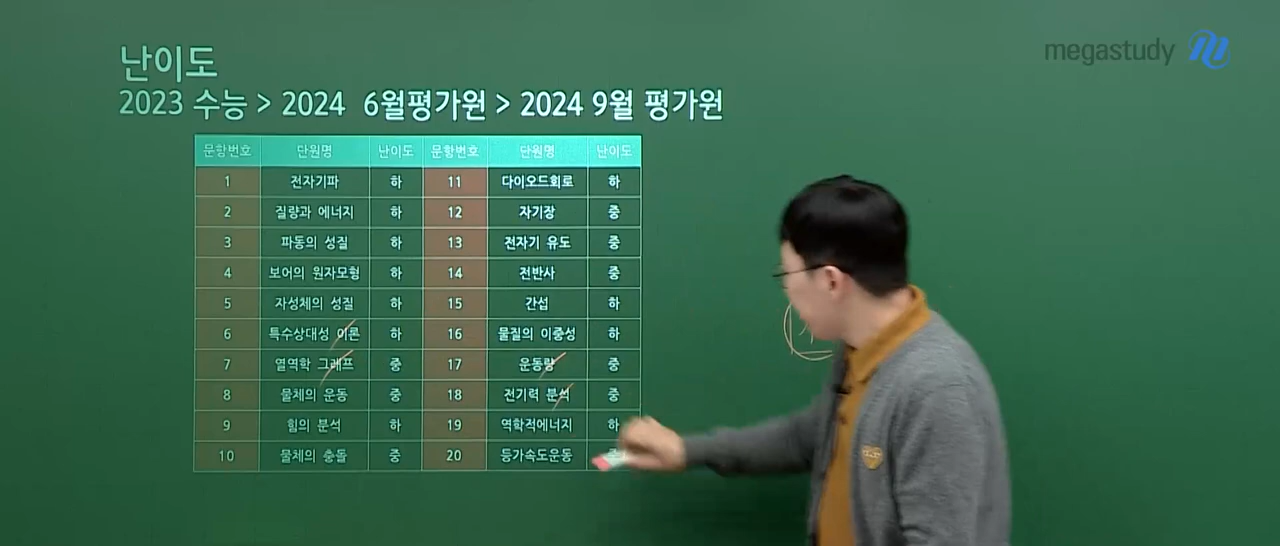 난이도
megastudy
2023 수능 > 2024 6월평가원 > 2024 9월 평가원
문항번호 단원명 난이도 문항번호 단원명 난이도
1 전자기파 하 11 다이오드회로 하
2 질량과 에너지 하 12 자기장 중
3 파동의 성질 하 13 전자기 유도 중
4 보어의 원자모형 하 14 전반사 중
5 자성체의 성질 하 15 간섭 하
6 특수상대성 이론 하 16 물질의 이중성 하
7 열역학 그래프 중 17 운동량 중
8 물체의 운동 중 18 전기력 분석 중
9 힘의 분석 하 19 역학적에너지 하
10 물체의 충돌 중 20 등가속도운동